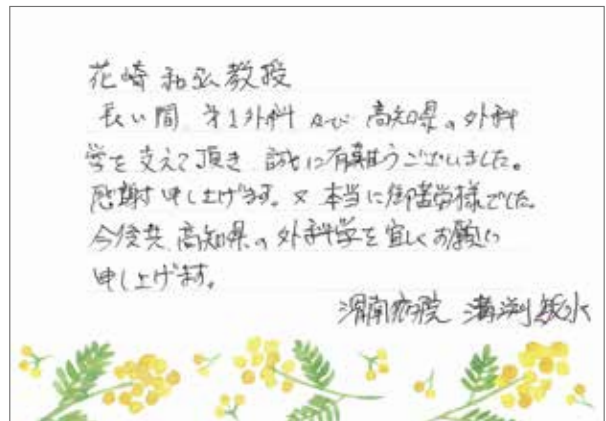 花崎和弘教授
長い間 第1外科 及び 高知県の外科
学を支えて頂き 誠に有難うございました。
感謝申し上げます。又 本当に御苦労様でした。
今後共 高知県の外科学を宜しくお願い
申し上げます。
渭南病院 溝渕敏水